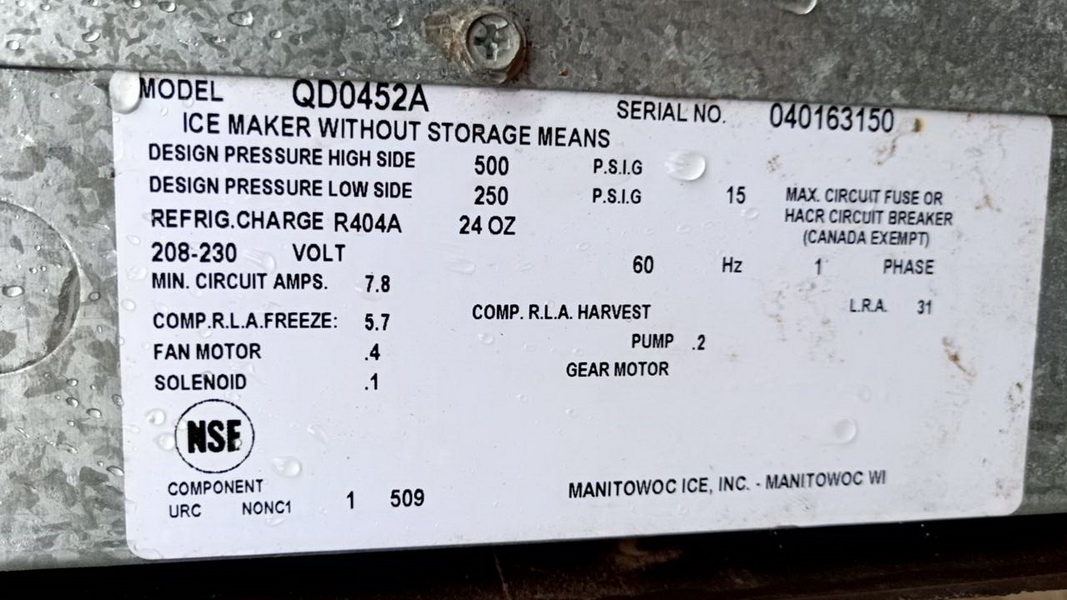 MODEL QD0452A SERIAL NO. 040163150
ICE MAKER WITHOUT STORAGE MEANS
DESIGN PRESSURE HIGH SIDE 500 P.S.I.G
DESIGN PRESSURE LOW SIDE 250 P.S.I.G 15 MAX. CIRCUIT FUSE OR
HACR CIRCUIT BREAKER
(CANADA EXEMPT)
REFRIG.CHARGE R404A 24 OZ
208-230 VOLT 60 Hz 1 PHASE
MIN. CIRCUIT AMPS. 7.8
L.R.A. 31
COMP.R.L.A.FREEZE: 5.7 COMP. R.L.A. HARVEST
FAN MOTOR .4 PUMP .2
SOLENOID .1 GEAR MOTOR
NSE
COMPONENT
URC NONC1 1 509
MANITOWOC ICE, INC. - MANITOWOC WI